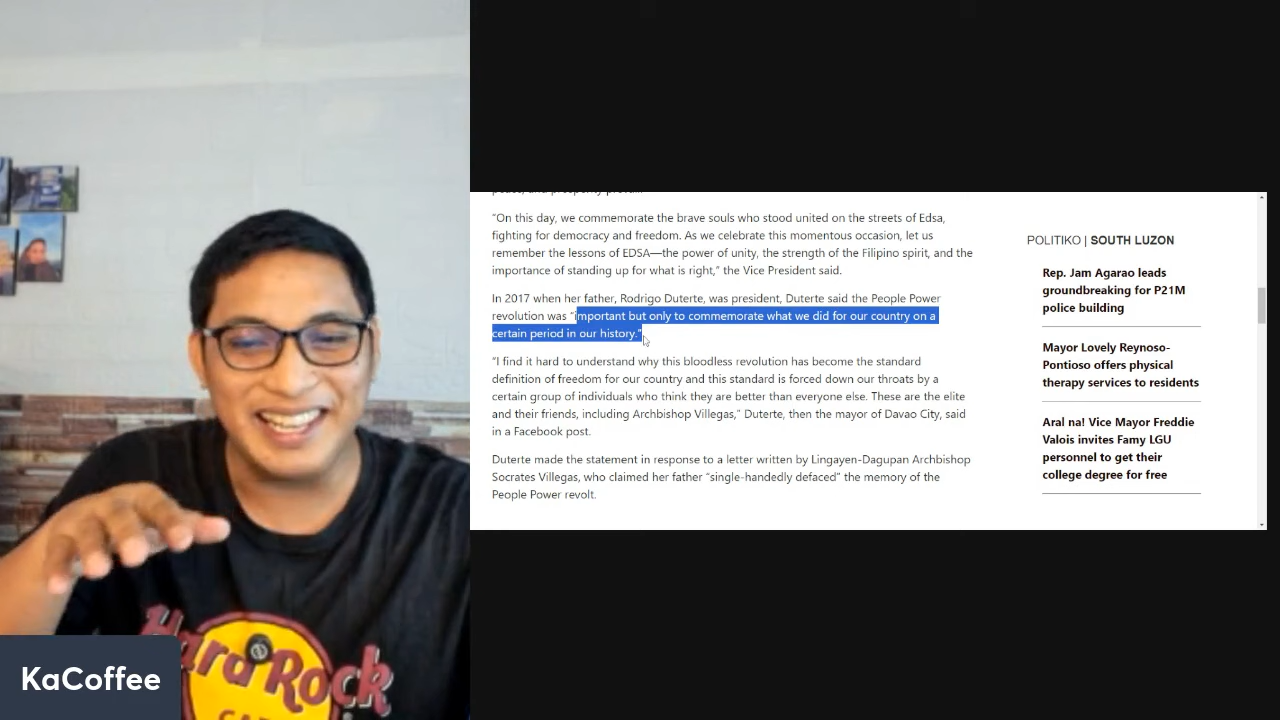 “On this day, we commemorate the brave souls who stood united on the streets of Edsa,
fighting for democracy and freedom. As we celebrate this momentous occasion, let us
remember the lessons of EDSA—the power of unity, the strength of the Filipino spirit, and the
importance of standing up for what is right,” the Vice President said.
In 2017 when her father, Rodrigo Duterte, was president, Duterte said the People Power
revolution was “important but only to commemorate what we did for our country on a
certain period in our history.”
“I find it hard to understand why this bloodless revolution has become the standard
definition of freedom for our country and this standard is forced down our throats by a
certain group of individuals who think they are better than everyone else. These are the elite
and their friends, including Archbishop Villegas,” Duterte, then the mayor of Davao City, said
in a Facebook post.
Duterte made the statement in response to a letter written by Lingayen-Dagupan Archbishop
Socrates Villegas, who claimed her father “single-handedly defaced” the memory of the
People Power revolt.
POLITIKO | SOUTH LUZON
Rep. Jam Agarao leads
groundbreaking for P21M
police building
Mayor Lovely Reynoso-
Pontioso offers physical
therapy services to residents
Aral na! Vice Mayor Freddie
Valois invites Famy LGU
personnel to get their
college degree for free
Hard Rock
KaCoffee